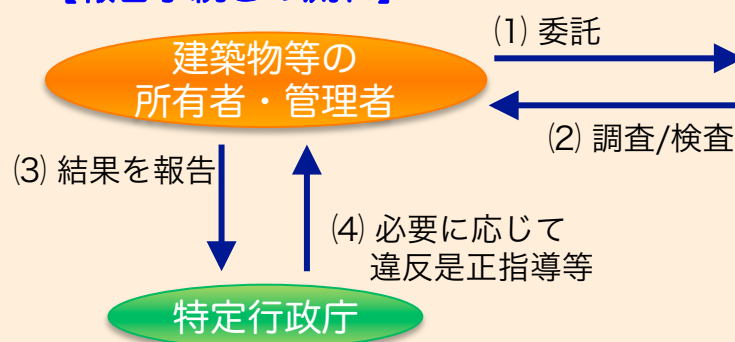 建築物等の
所有者・管理者
(1) 委託
(2) 調査/検査
(3) 結果を報告
(4) 必要に応じて
違反是正指導等
特定行政庁